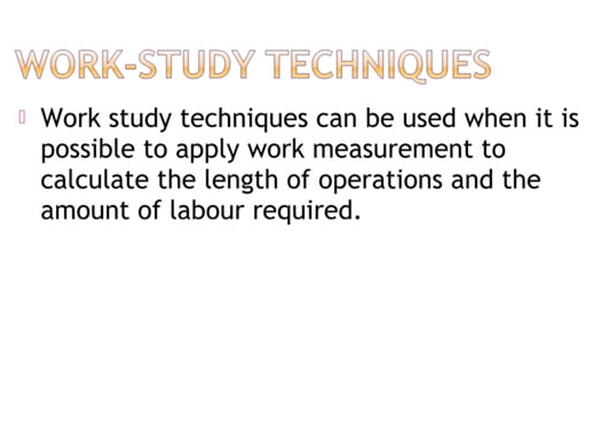 WORK-STUDY TECHNIQUES
Work study techniques can be used when it is
possible to apply work measurement to
calculate the length of operations and the
amount of labour required.